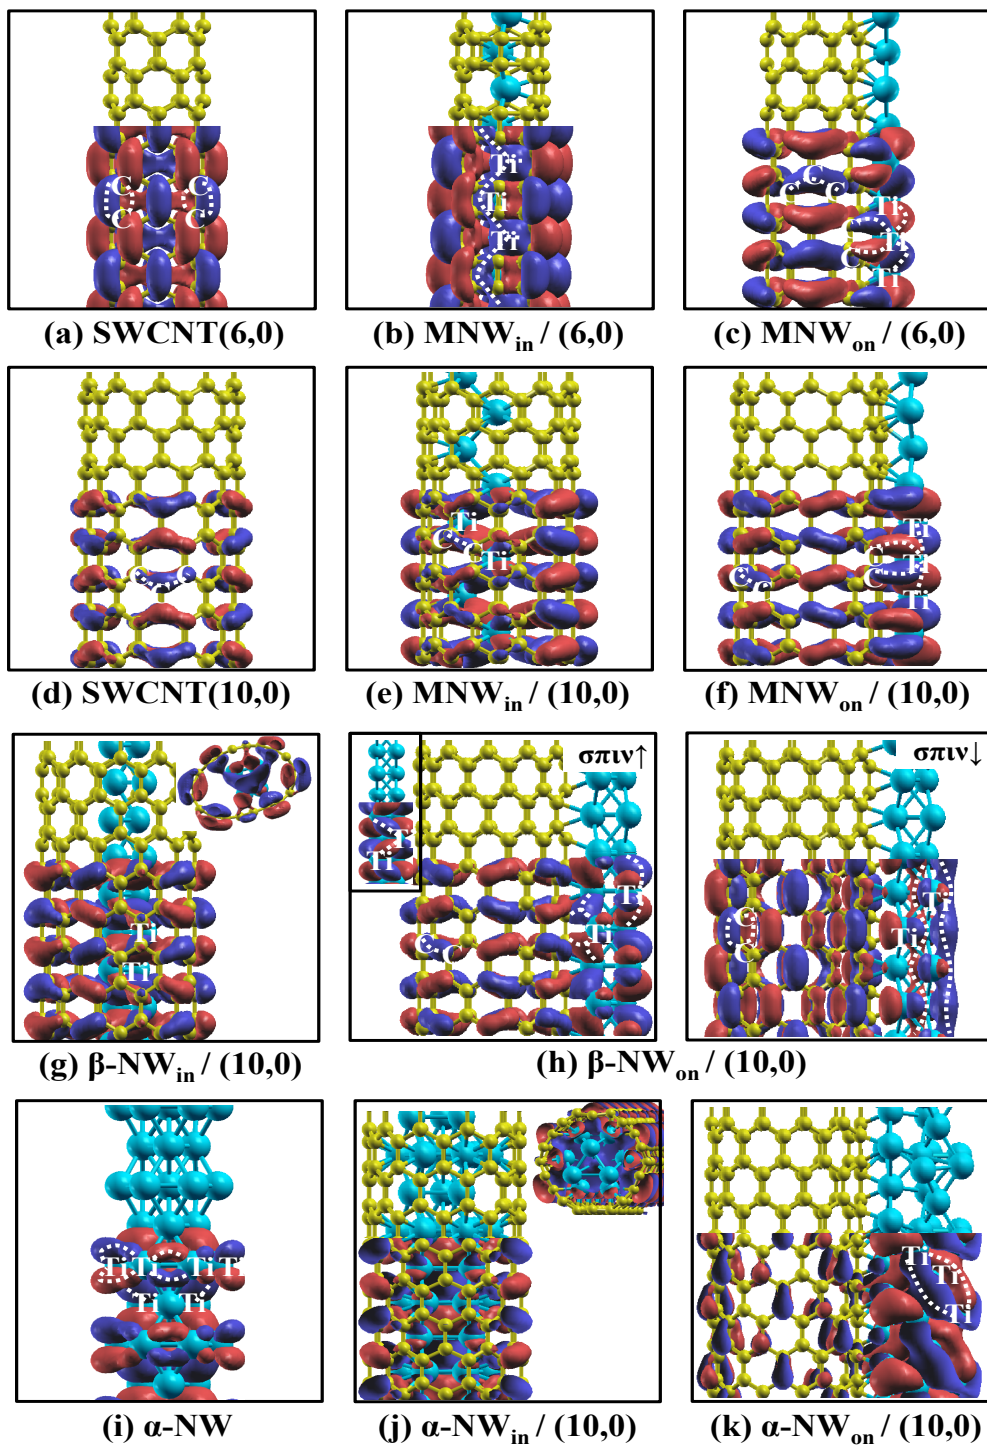 C C
C C
Ti
Ti
Ti
C
C C
Ti
Ti
C
Ti
(a) SWCNT(6,0) (b) MNWin / (6,0) (c) MNWon / (6,0)
C C
Ti
C C
Ti
Ti
C
Ti
C C
C
Ti
(d) SWCNT(10,0) (e) MNWin / (10,0) (f) MNWon / (10,0)
σπιν↑ σπιν↓
Ti
Ti
T
Ti
Ti
Ti
C
C
C
C
Ti
Ti
(g) β-NWin / (10,0) (h) β-NWon / (10,0)
Ti Ti Ti Ti
Ti Ti
Ti
Ti
Ti
(i) α-NW (j) α-NWin / (10,0) (k) α-NWon / (10,0)